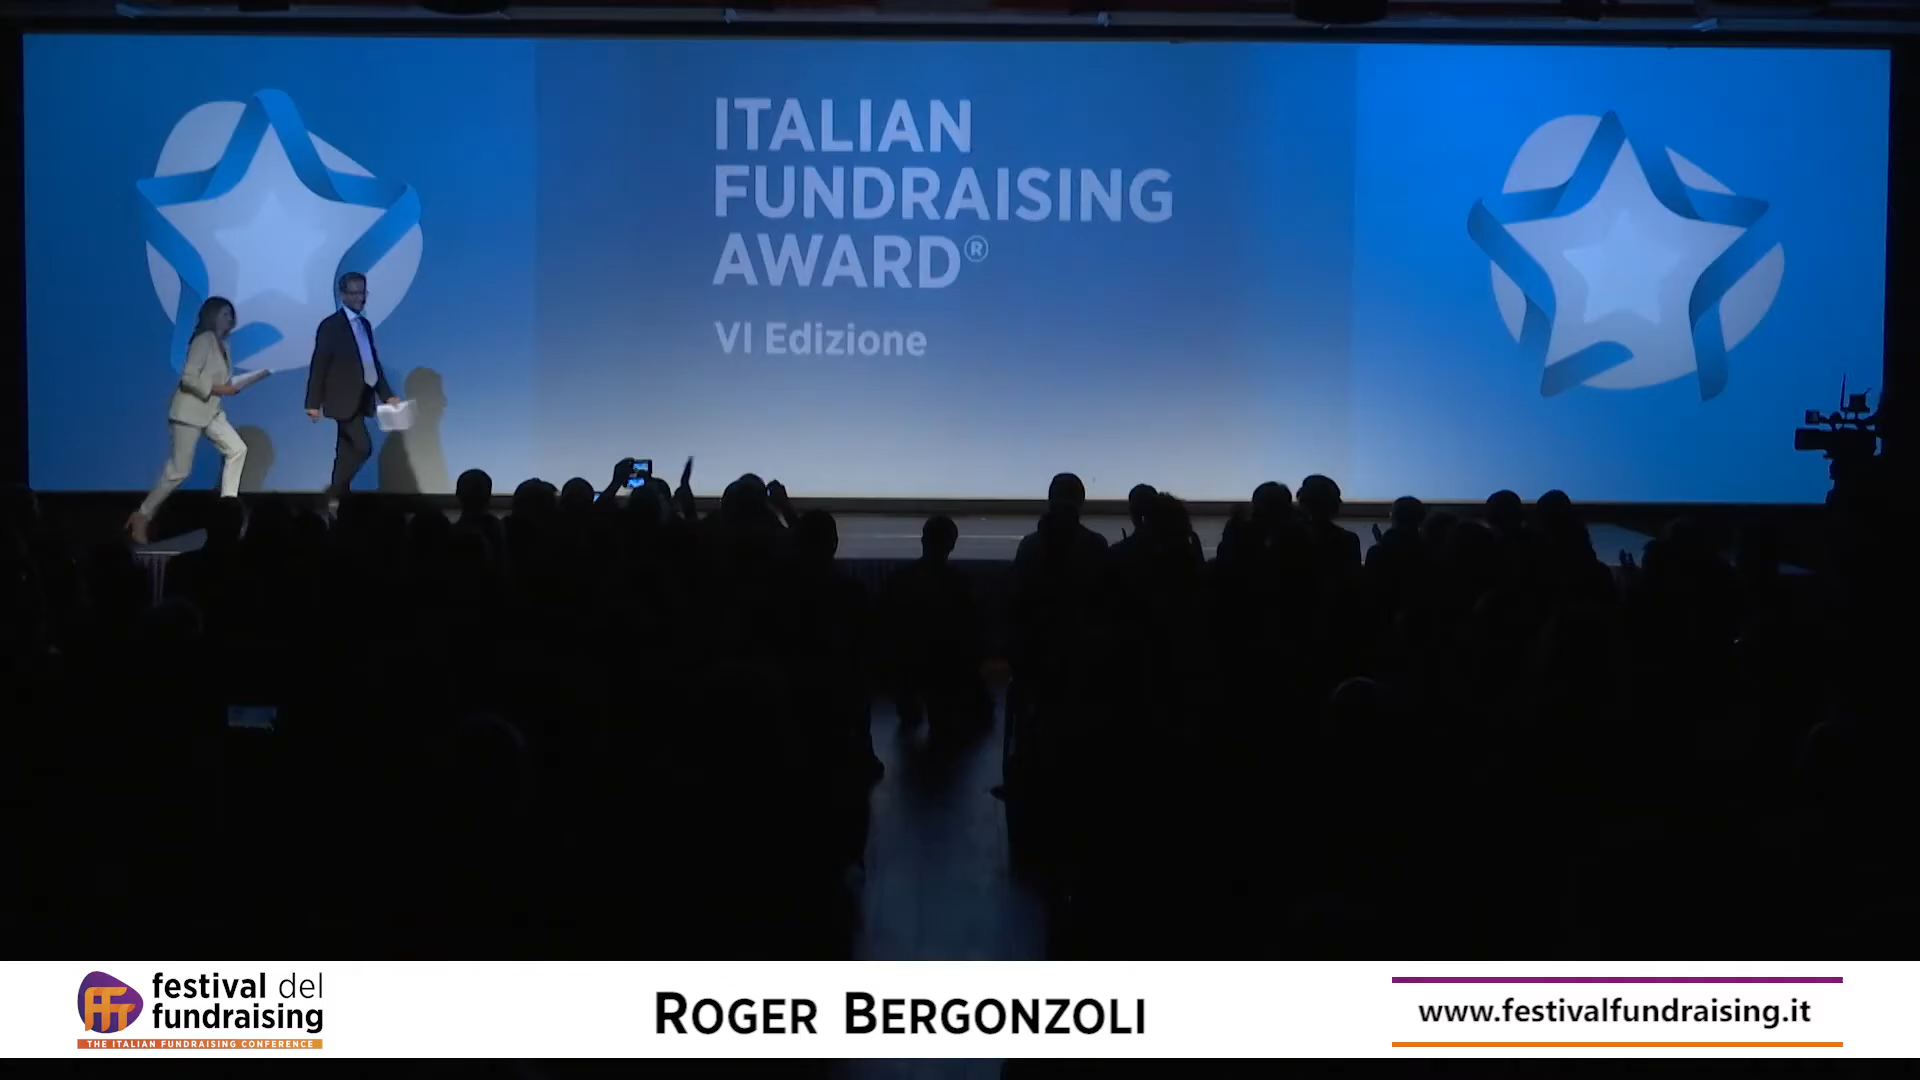 ITALIAN
FUNDRAISING
AWARD®
VI Edizione
festival del
fundraising
THE ITALIAN FUNDRAISING CONFERENCE
ROGER BERGONZOLI
www.festivalfundraising.it